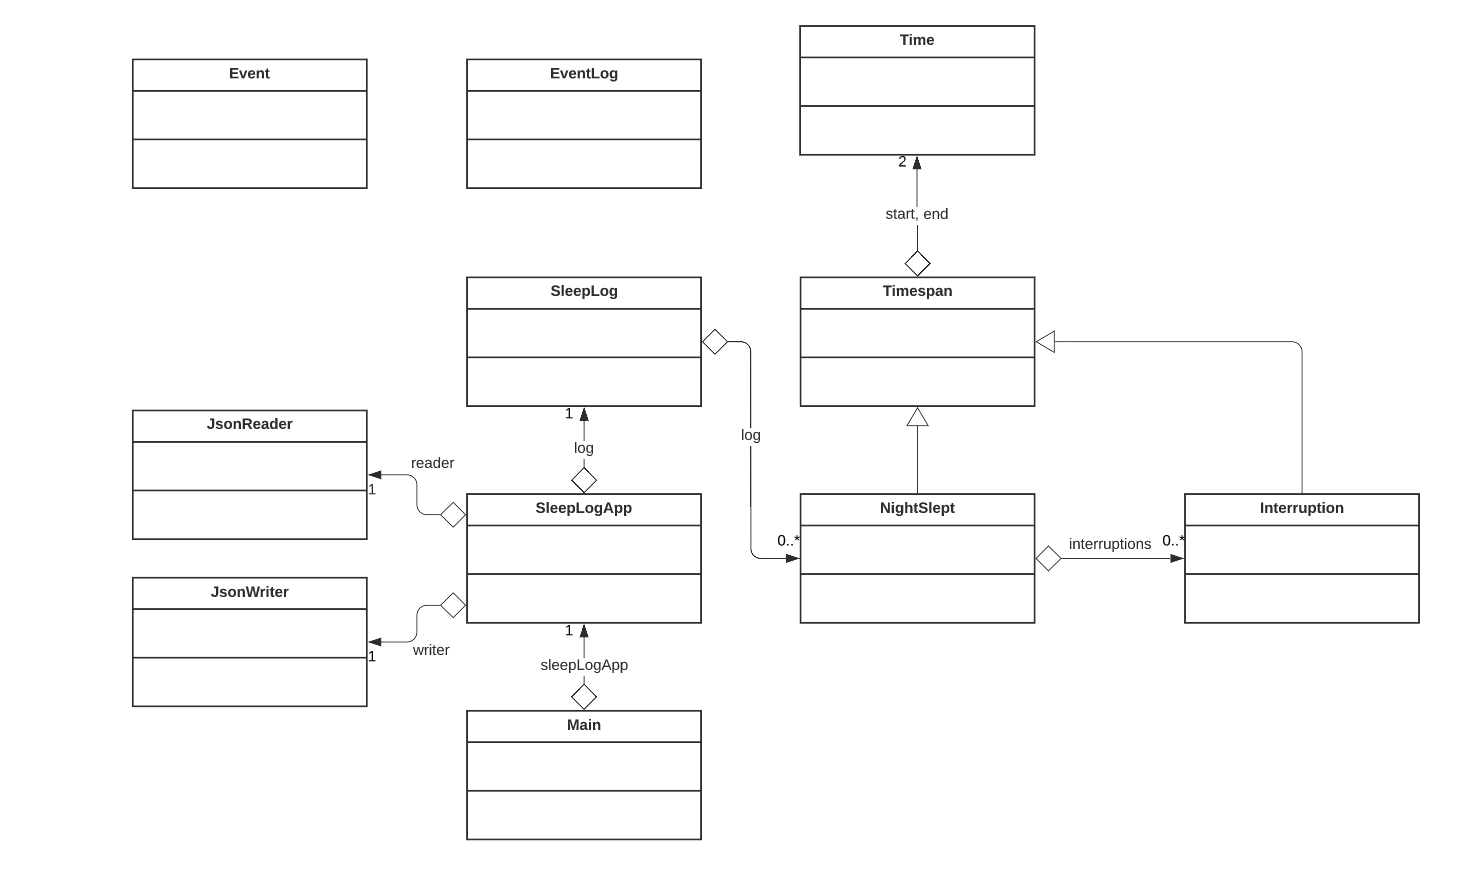 Time
Event
EventLog
2
start, end
SleepLog
Timespan
1
JsonReader
log
log
reader
1
SleepLogApp
NightSlept
Interruption
0..*
interruptions
0..*
JsonWriter
1
writer
1
sleepLogApp
Main